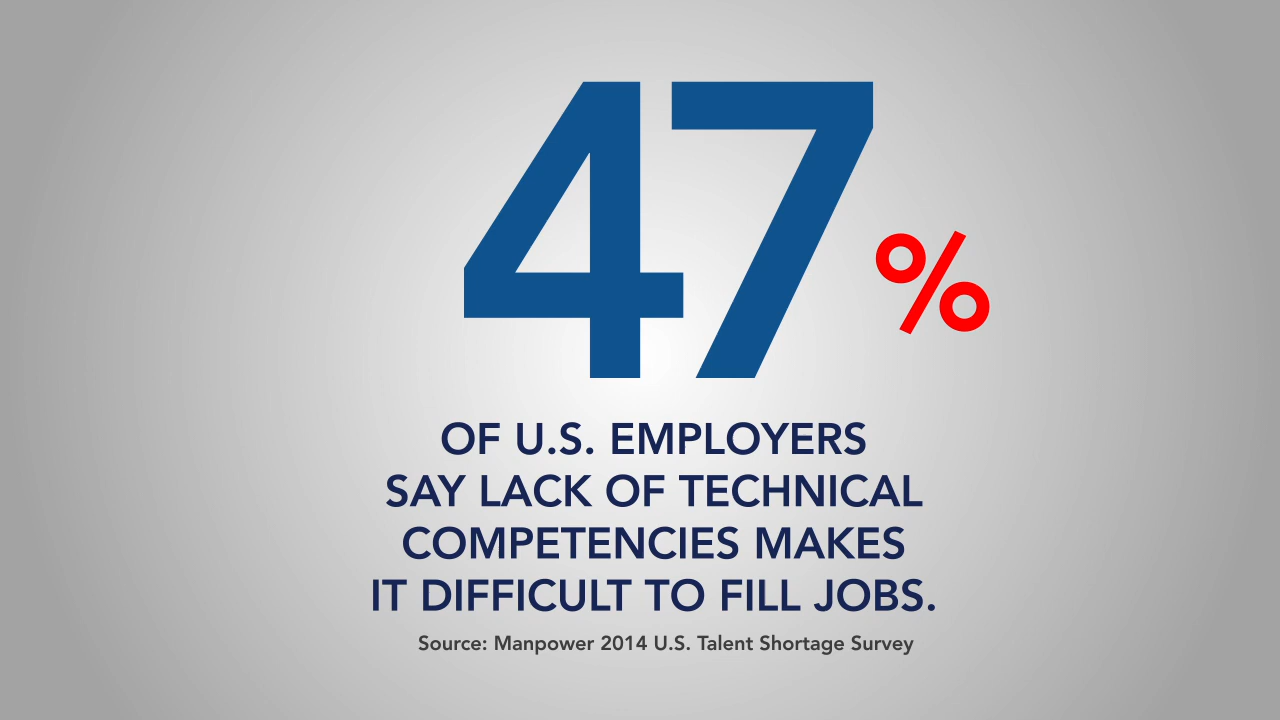 47%
OF U.S. EMPLOYERS
SAY LACK OF TECHNICAL
COMPETENCIES MAKES
IT DIFFICULT TO FILL JOBS.
Source: Manpower 2014 U.S. Talent Shortage Survey